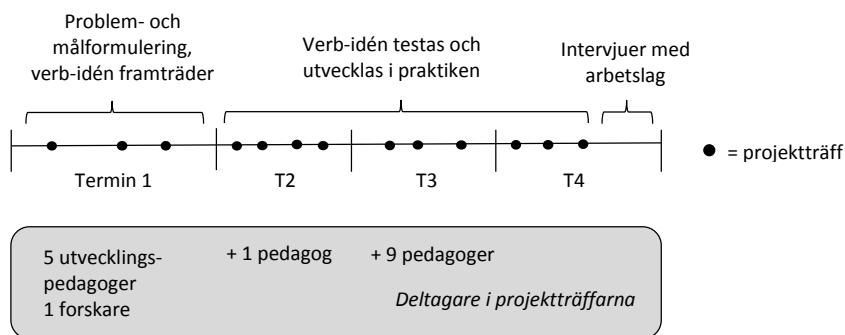 Problem- och
målformulering,
verb-idén framträder
Verb-idén testas och
utvecklas i praktiken
Intervjuer med
arbetslag
= projektträff
Termin 1
T2
T3
T4
5 utvecklings-
pedagoger
1 forskare
+ 1 pedagog
+ 9 pedagoger
Deltagare i projektträffarna